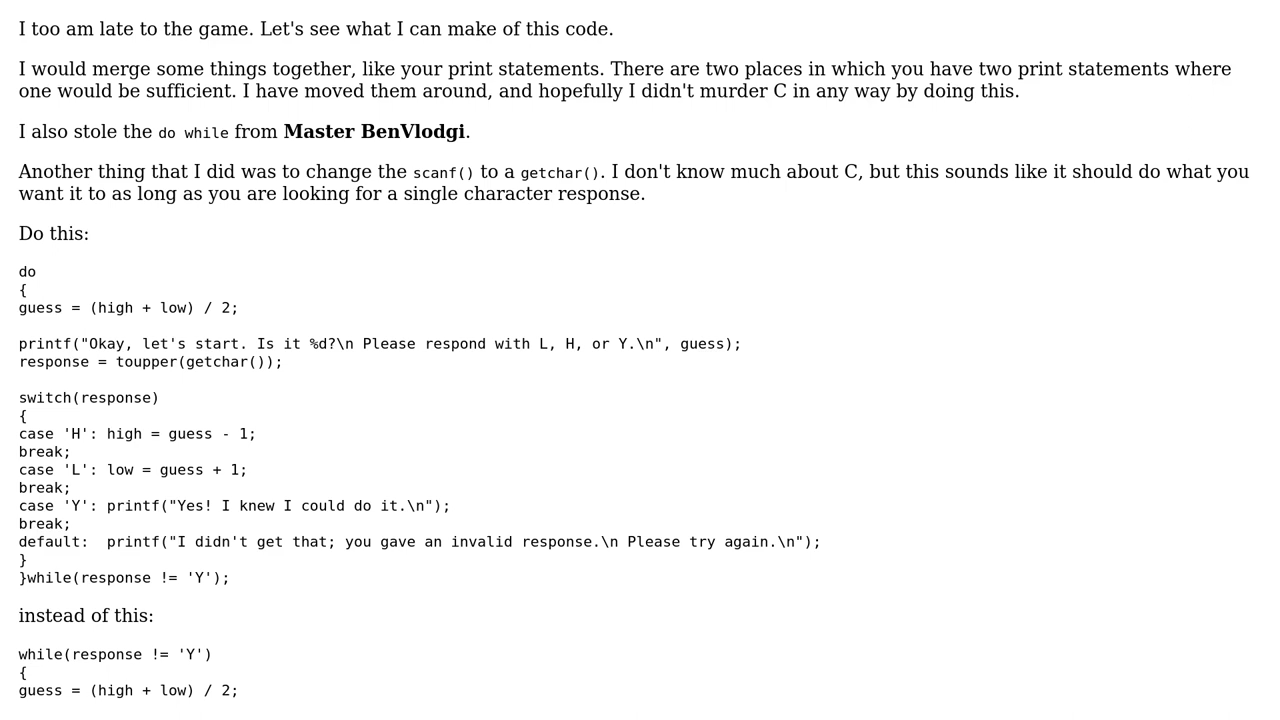 I too am late to the game. Let's see what I can make of this code.
I would merge some things together, like your print statements. There are two places in which you have two print statements where
one would be sufficient. I have moved them around, and hopefully I didn't murder C in any way by doing this.
I also stole the do while from Master BenVlodgi.
Another thing that I did was to change the scanf() to a getchar(). I don't know much about C, but this sounds like it should do what you
want it to as long as you are looking for a single character response.
Do this:
do
{
guess = (high + low) / 2;
printf("Okay, let's start. Is it %d?\n Please respond with L, H, or Y.\n", guess);
response = toupper(getchar());
switch(response)
{
case 'H': high = guess - 1;
break;
case 'L': low = guess + 1;
break;
case 'Y': printf("Yes! I knew I could do it.\n");
break;
default:  printf("I didn't get that; you gave an invalid response.\n Please try again.\n");
}
}while(response != 'Y');
instead of this:
while(response != 'Y')
{
guess = (high + low) / 2;